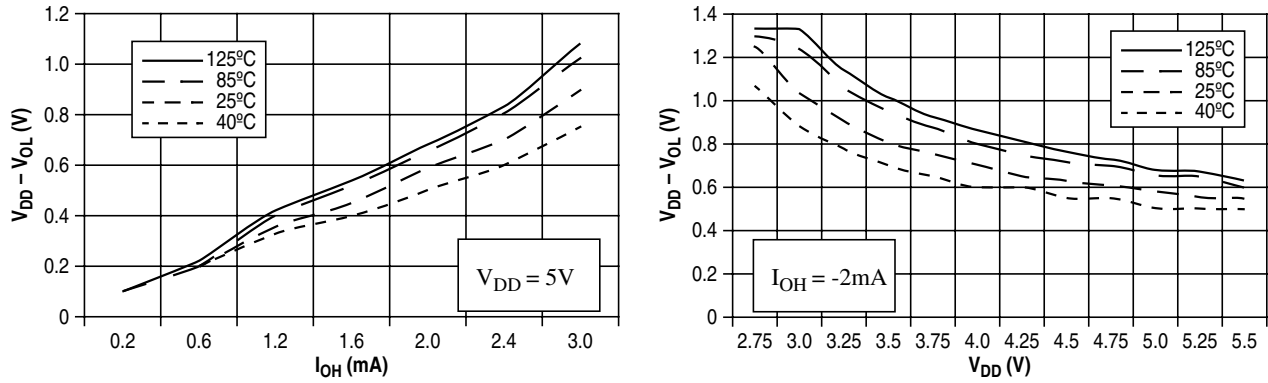 1.2
1.0
0.8
0.6
0.4
0.2
0
V_DD – V_OL (V)
125ºC
85ºC
25ºC
40ºC
V_DD = 5V
0.2 0.6 1.2 1.6 2.0 2.4 3.0
I_OH (mA)
1.4
1.2
1.0
0.8
0.6
0.4
0.2
0
V_DD – V_OL (V)
125ºC
85ºC
25ºC
40ºC
I_OH = -2mA
2.75 3.0 3.25 3.5 3.75 4.0 4.25 4.5 4.75 5.0 5.25 5.5
V_DD (V)